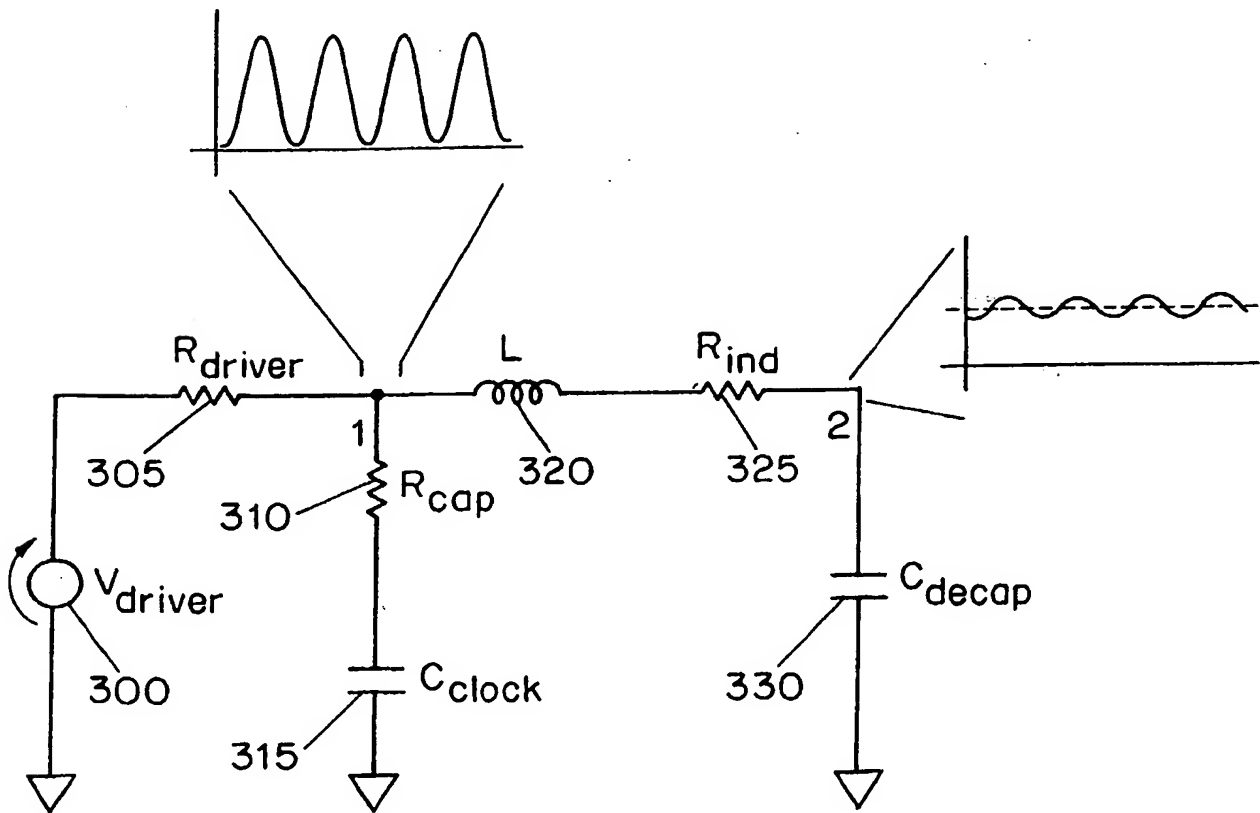 R_driver
L
R_ind
1
2
305
310
R_cap
320
325
V_driver
C_decap
300
C_clock
330
315